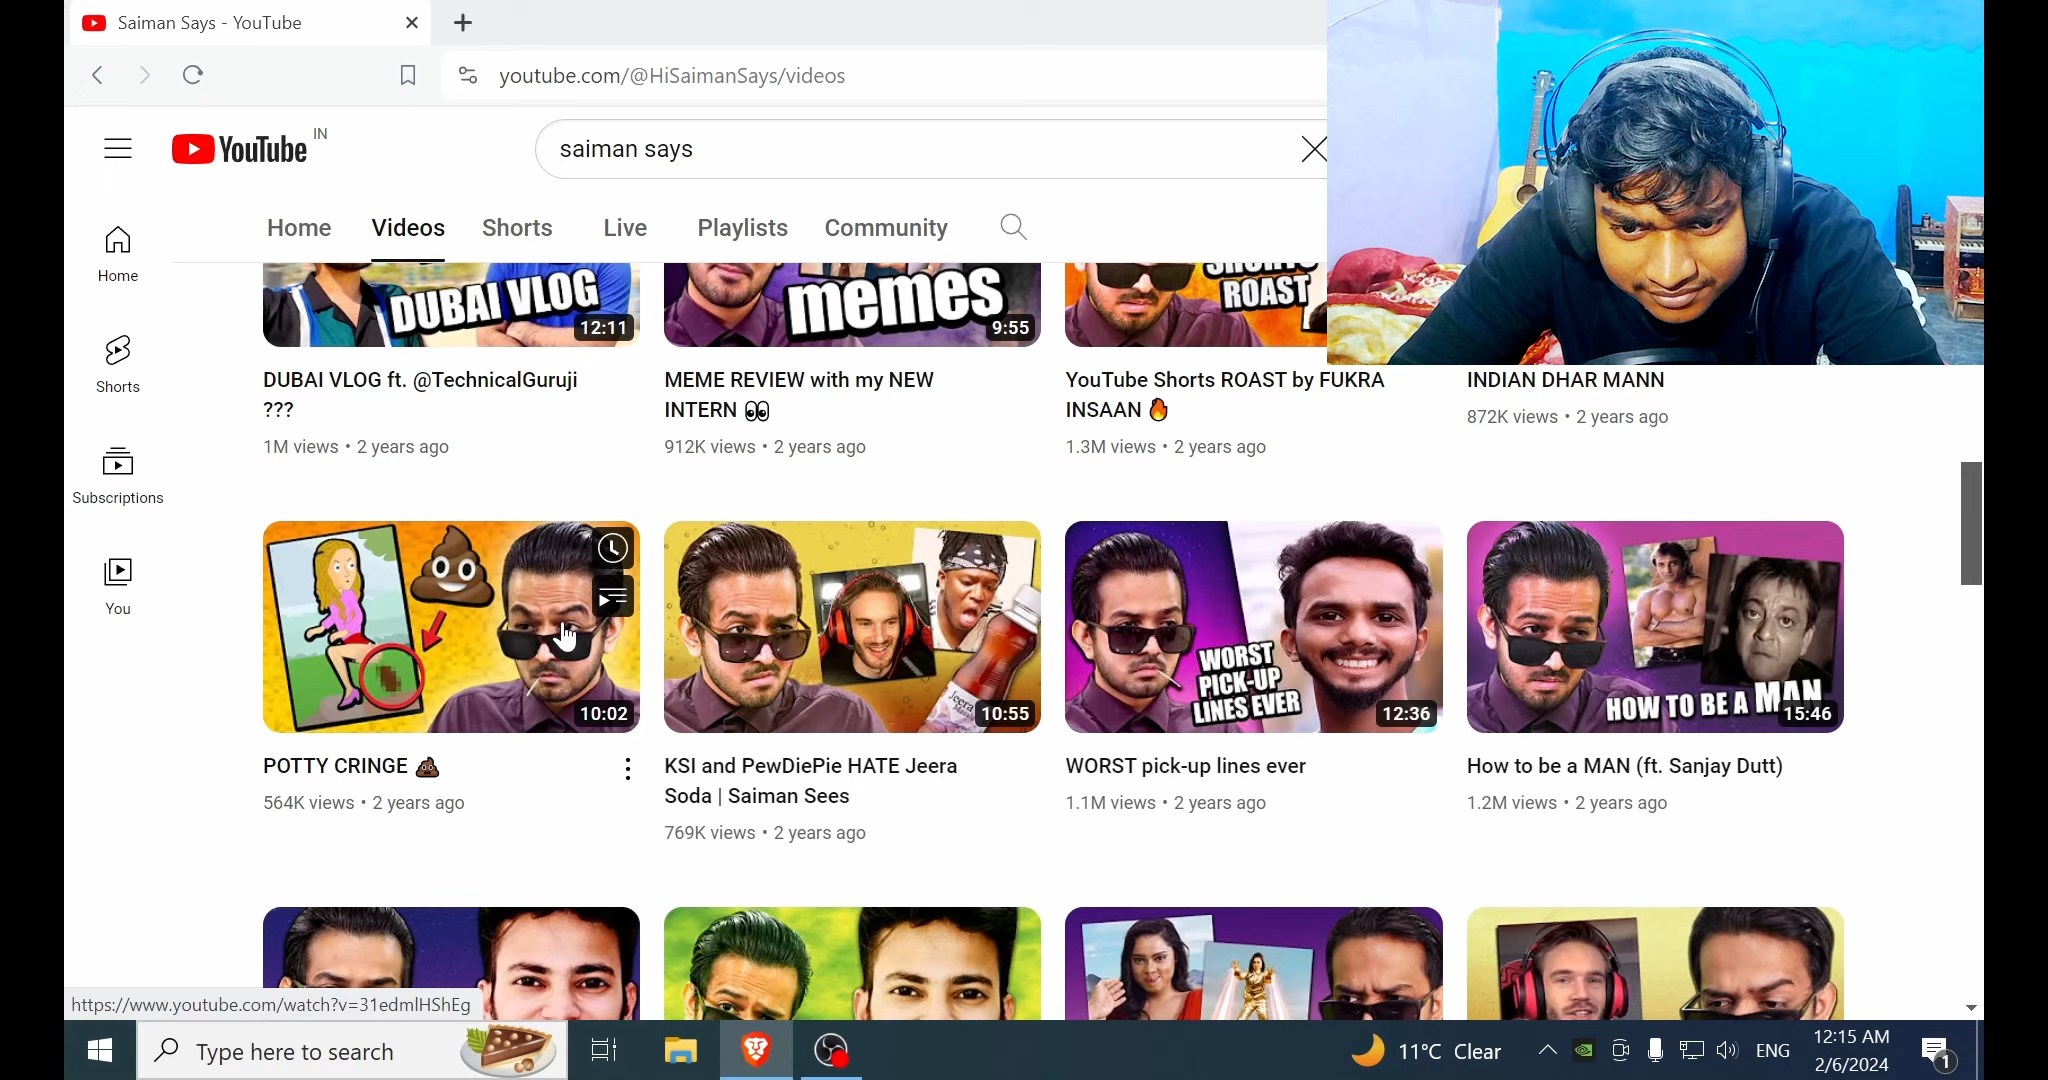 Saiman Says - YouTube
youtube.com/@HiSaimanSays/videos
YouTube IN
saiman says
Home
Videos
Shorts
Live
Playlists
Community
Home
Shorts
Subscriptions
You
DUBAI VLOG
12:11
memes
9:55
SHORTS
ROAST
DUBAI VLOG ft. @TechnicalGuruji
???
1M views • 2 years ago
MEME REVIEW with my NEW
INTERN 👀
912K views • 2 years ago
YouTube Shorts ROAST by FUKRA
INSAAN 🔥
1.3M views • 2 years ago
INDIAN DHAR MANN
872K views • 2 years ago
10:02
Jeera
Masala
10:55
WORST
PICK-UP
LINES EVER
12:36
HOW TO BE A MAN
15:46
POTTY CRINGE 💩
564K views • 2 years ago
KSI and PewDiePie HATE Jeera
Soda | Saiman Sees
769K views • 2 years ago
WORST pick-up lines ever
1.1M views • 2 years ago
How to be a MAN (ft. Sanjay Dutt)
1.2M views • 2 years ago
https://www.youtube.com/watch?v=31edmlHShEg
Type here to search
11°C Clear
ENG
12:15 AM
2/6/2024
1